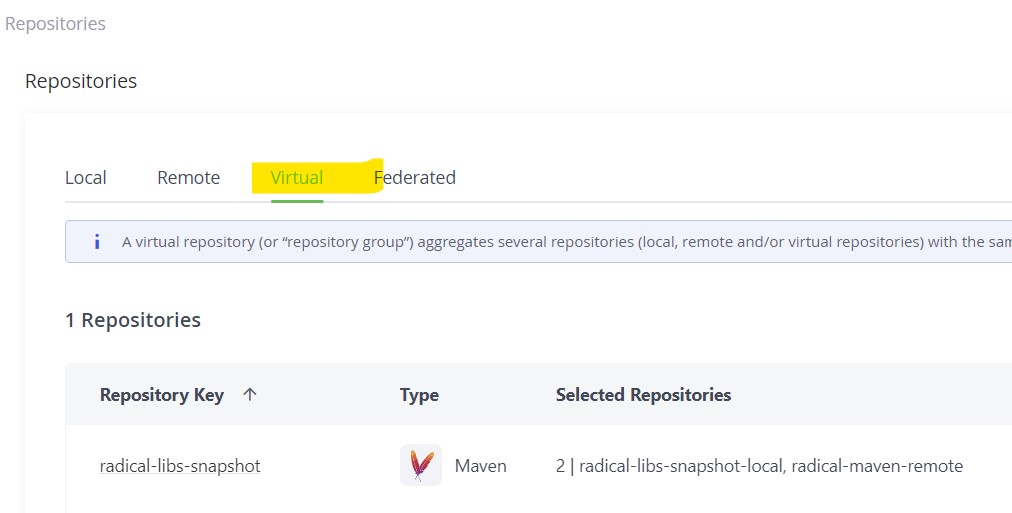 Repositories
Repositories
Local Remote Virtual Federated
i A virtual repository (or “repository group”) aggregates several repositories (local, remote and/or virtual repositories) with the
1 Repositories
Repository Key ↑ Type Selected Repositories
radical-libs-snapshot Maven 2 | radical-libs-snapshot-local, radical-maven-remote